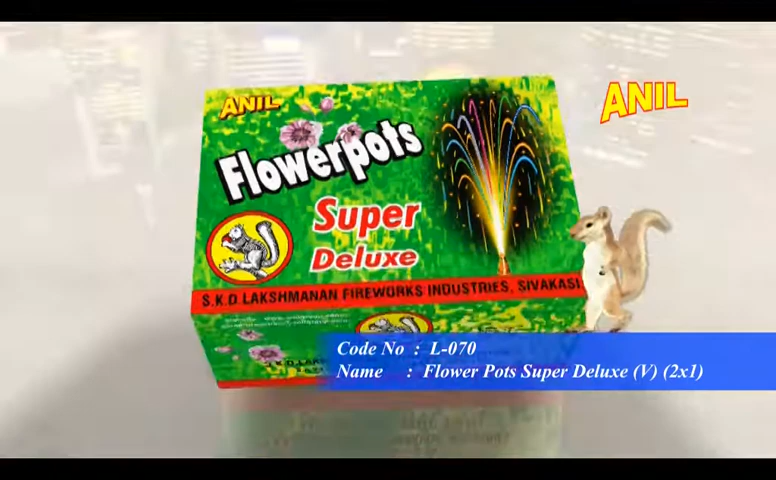 ANIL
ANIL
Flowerpots
Super
Deluxe
S.K.D.LAKSHMANAN FIREWORKS INDUSTRIES, SIVAKASI
Code No : L-070
Name : Flower Pots Super Deluxe (V) (2x1)